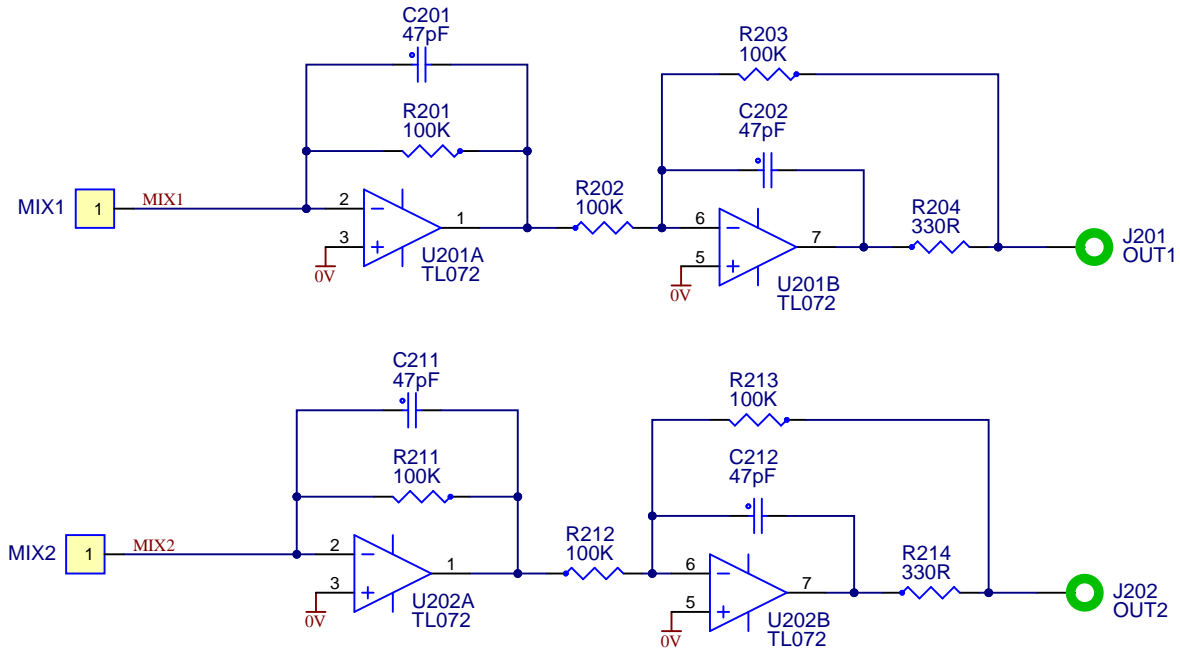 C201
47pF
R203
100K
R201
100K
C202
47pF
MIX1
1
MIX1
2
3
1
0V
U201A
TL072
R202
100K
6
5
7
0V
U201B
TL072
R204
330R
J201
OUT1
C211
47pF
R213
100K
R211
100K
C212
47pF
MIX2
1
MIX2
2
3
1
0V
U202A
TL072
R212
100K
6
5
7
0V
U202B
TL072
R214
330R
J202
OUT2